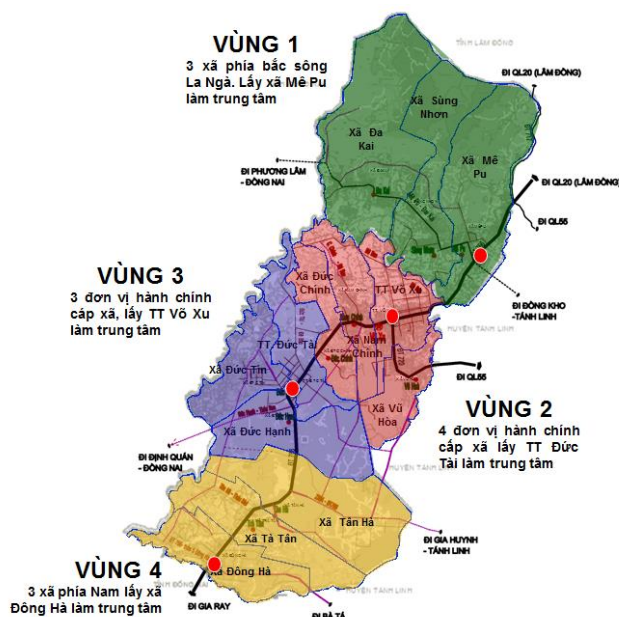 VÙNG 1
3 xã phía bắc sông
La Ngà. Lấy xã Mê Pu
làm trung tâm
TỈNH LÂM ĐỒNG
ĐI QL20 (LÂM ĐỒNG)
Xã Sùng
Nhơn
Xã Đa
Kai
Xã Mê
Pu
ĐI PHƯƠNG LÂM
- ĐỒNG NAI
ĐI QL20 (LÂM ĐỒNG)
ĐI QL55
VÙNG 3
3 đơn vị hành chính
cáp xã, lấy TT Võ Xu
làm trung tâm
Xã Đức
Chính
TT Võ Xu
ĐI ĐỒNG KHO
-TÁNH LINH
HUYỆN TÁNH LINH
TT Đức Tài
Xã Nam
Chính
Xã Đức Tín
ĐI QL55
Xã Vũ
Hòa
VÙNG 2
4 đơn vị hành chính
cấp xã lấy TT Đức
Tài làm trung tâm
Xã Đức Hạnh
ĐI ĐỊNH QUÁN
- ĐỒNG NAI
HUYỆN TÁNH LINH
Xã Tân Hà
Xã Tà Tân
ĐI GIA HUYNH
- TÁNH LINH
Xã Đông Hà
VÙNG 4
3 xã phía Nam lấy xã
Đông Hà làm trung tâm
ĐI GIA RAY
ĐI BÀ TÁ